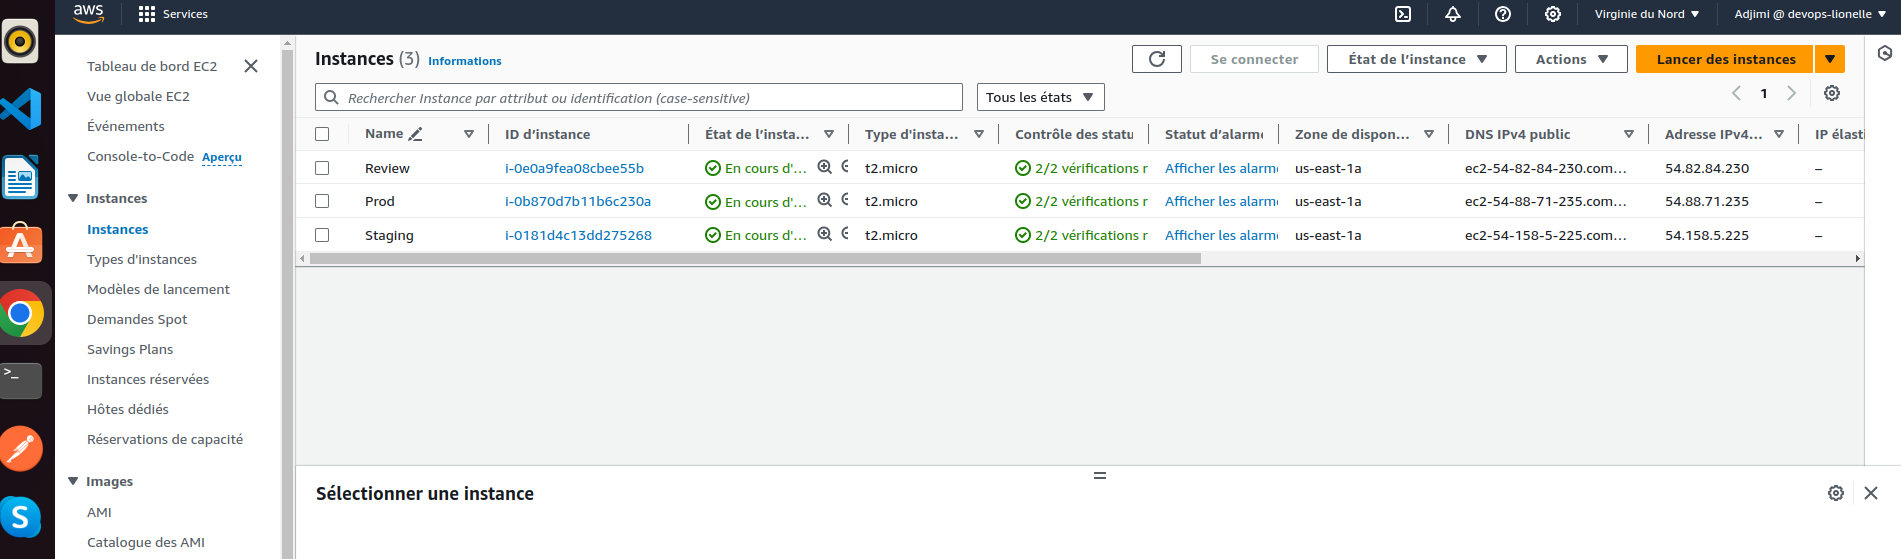 aws Services Virginie du Nord Adjimi @ devops-lionelle
Tableau de bord EC2
Vue globale EC2
Événements
Console-to-Code Aperçu
Instances
Instances
Types d'instances
Modèles de lancement
Demandes Spot
Savings Plans
Instances réservées
Hôtes dédiés
Réservations de capacité
Images
AMI
Catalogue des AMI
Instances (3) Informations
Se connecter État de l'instance Actions Lancer des instances
Rechercher Instance par attribut ou identification (case-sensitive) Tous les états 1
Name ID d'instance État de l'insta... Type d'insta... Contrôle des statu Statut d'alarme Zone de dispon... DNS IPv4 public Adresse IPv4... IP élasti
Review i-0e0a9fea08cbee55b En cours d'... t2.micro 2/2 vérifications r Afficher les alarme us-east-1a ec2-54-82-84-230.com... 54.82.84.230 –
Prod i-0b870d7b11b6c230a En cours d'... t2.micro 2/2 vérifications r Afficher les alarme us-east-1a ec2-54-88-71-235.com... 54.88.71.235 –
Staging i-0181d4c13dd275268 En cours d'... t2.micro 2/2 vérifications r Afficher les alarme us-east-1a ec2-54-158-5-225.com... 54.158.5.225 –
Sélectionner une instance